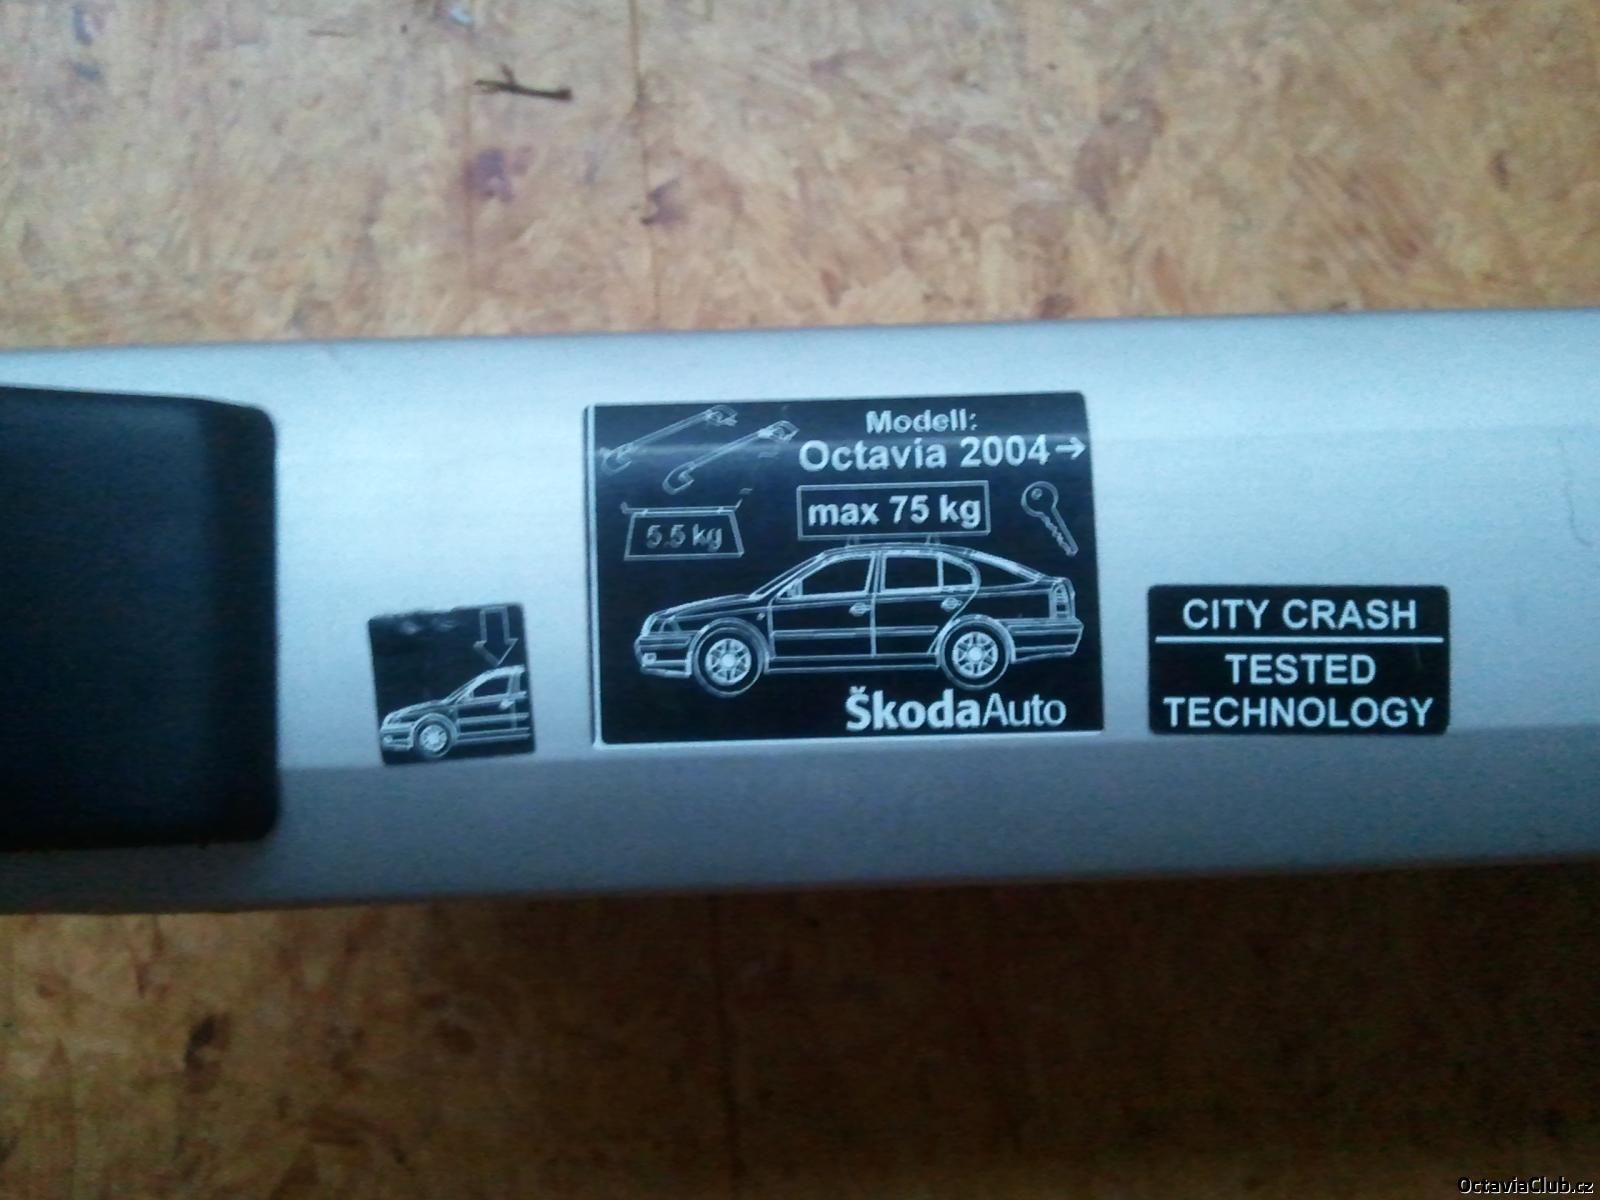 Modell:
Octavia 2004→
max 75 kg
5.5 kg
ŠkodaAuto
CITY CRASH
TESTED
TECHNOLOGY
OctaviaClub.cz